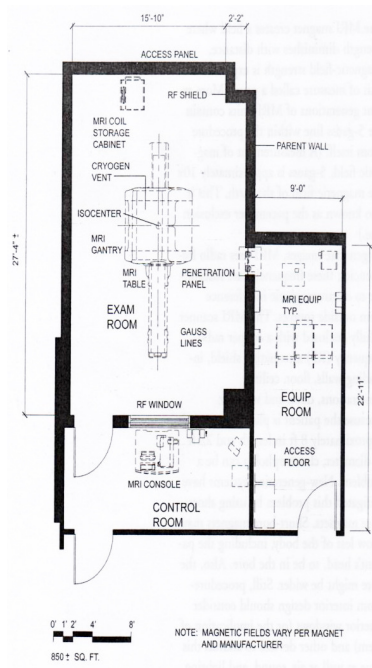 15'-10"
2'-2"
ACCESS PANEL
RF SHIELD
MRI COIL
STORAGE
CABINET
PARENT WALL
CRYOGEN
VENT
9'-0"
ISOCENTER
27'-4" ±
MRI
GANTRY
MRI
TABLE
PENETRATION
PANEL
MRI EQUIP
TYP.
EXAM
ROOM
GAUSS
LINES
EQUIP
ROOM
22'-11"
RF WINDOW
ACCESS
FLOOR
MRI CONSOLE
CONTROL
ROOM
0' 1' 2' 4' 8'
850 ± SQ. FT.
NOTE: MAGNETIC FIELDS VARY PER MAGNET
AND MANUFACTURER